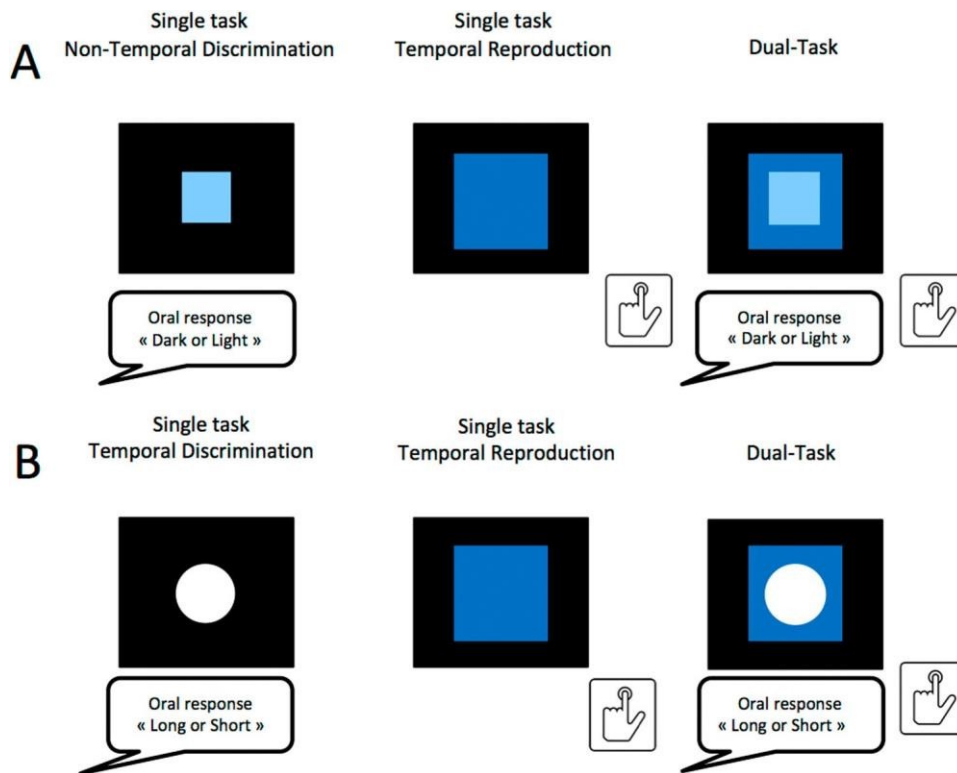 A
Single task
Non-Temporal Discrimination
Single task
Temporal Reproduction
Dual-Task
Oral response
« Dark or Light »
Oral response
« Dark or Light »
B
Single task
Temporal Discrimination
Single task
Temporal Reproduction
Dual-Task
Oral response
« Long or Short »
Oral response
« Long or Short »